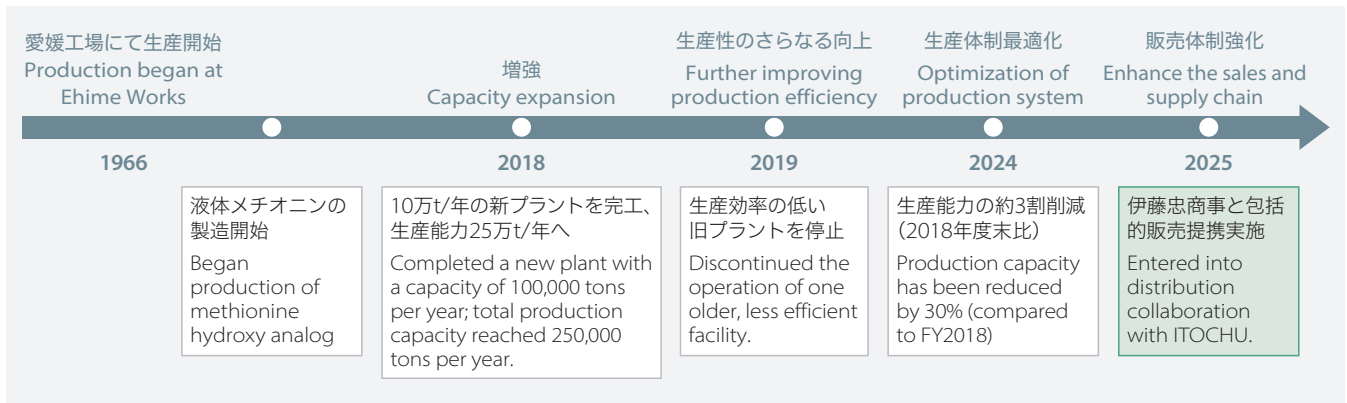 愛媛工場にて生産開始
Production began at
Ehime Works
増強
Capacity expansion
生産性のさらなる向上
Further improving
production efficiency
生産体制最適化
Optimization of
production system
販売体制強化
Enhance the sales and
supply chain
1966
2018
2019
2024
2025
液体メチオニンの
製造開始
Began
production of
methionine
hydroxy analog
10万t/年の新プラントを完工、
生産能力25万t/年へ
Completed a new plant with
a capacity of 100,000 tons
per year; total production
capacity reached 250,000
tons per year.
生産効率の低い
旧プラントを停止
Discontinued the
operation of one
older, less efficient
facility.
生産能力の約3割削減
（2018年度末比）
Production capacity
has been reduced
by 30% (compared
to FY2018)
伊藤忠商事と包括
的販売提携実施
Entered into
distribution
collaboration
with ITOCHU.